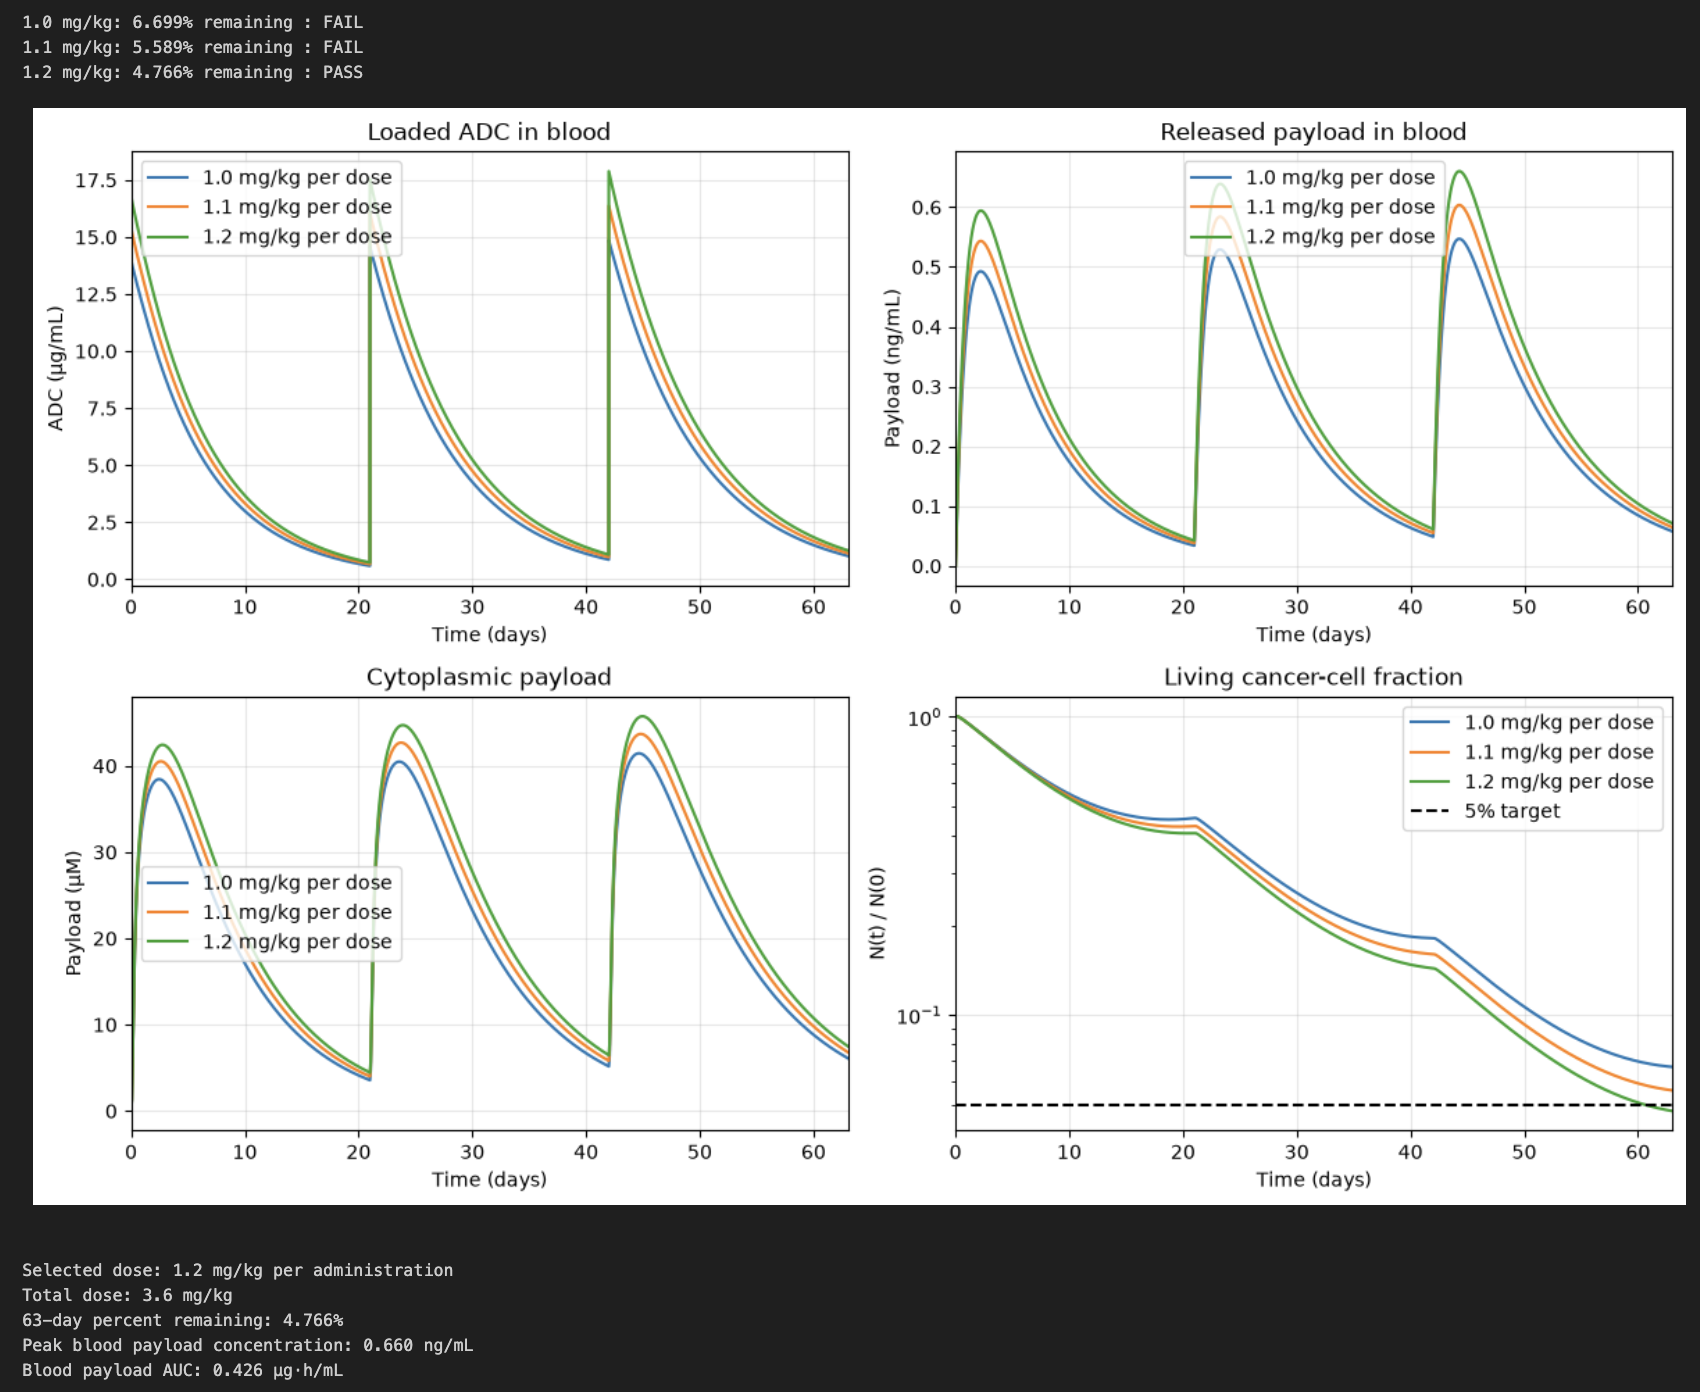 1.0 mg/kg: 6.699% remaining : FAIL
1.1 mg/kg: 5.589% remaining : FAIL
1.2 mg/kg: 4.766% remaining : PASS
Loaded ADC in blood
1.0 mg/kg per dose
1.1 mg/kg per dose
1.2 mg/kg per dose
17.5
15.0
12.5
10.0
7.5
5.0
2.5
0.0
ADC (µg/mL)
0 10 20 30 40 50 60
Time (days)
Released payload in blood
1.0 mg/kg per dose
1.1 mg/kg per dose
1.2 mg/kg per dose
0.6
0.5
0.4
0.3
0.2
0.1
0.0
Payload (ng/mL)
0 10 20 30 40 50 60
Time (days)
Cytoplasmic payload
40
30
20
10
0
Payload (µM)
1.0 mg/kg per dose
1.1 mg/kg per dose
1.2 mg/kg per dose
0 10 20 30 40 50 60
Time (days)
Living cancer-cell fraction
1.0 mg/kg per dose
1.1 mg/kg per dose
1.2 mg/kg per dose
5% target
10⁰
10⁻¹
N(t) / N(0)
0 10 20 30 40 50 60
Time (days)
Selected dose: 1.2 mg/kg per administration
Total dose: 3.6 mg/kg
63-day percent remaining: 4.766%
Peak blood payload concentration: 0.660 ng/mL
Blood payload AUC: 0.426 µg·h/mL